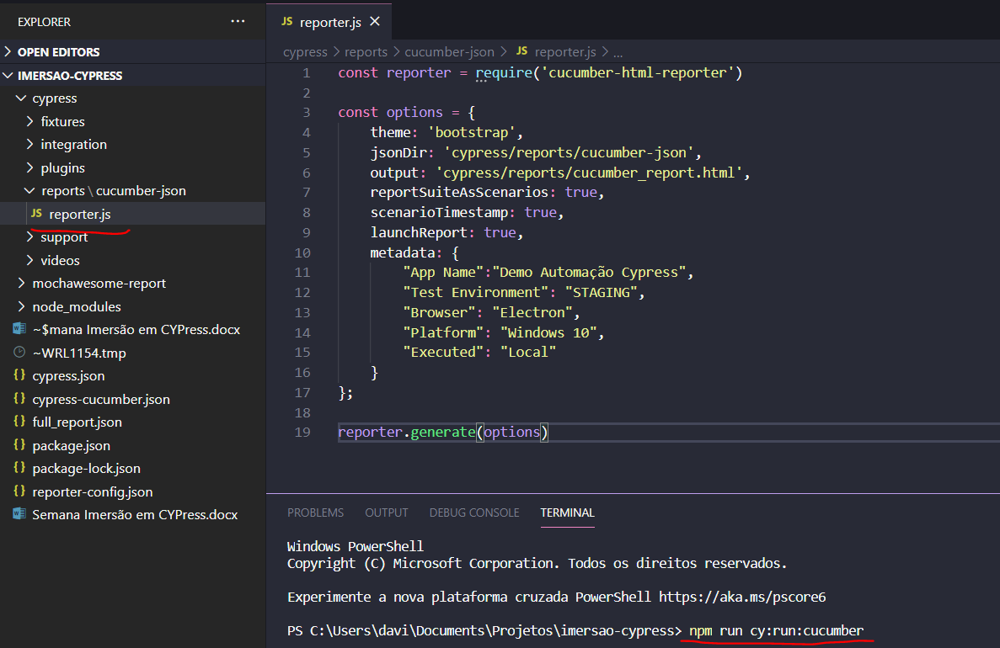 EXPLORER ···
OPEN EDITORS
IMERSAO-CYPRESS
cypress
fixtures
integration
plugins
reports \ cucumber-json
JS reporter.js
support
videos
mochawesome-report
node_modules
~$mana Imersão em CYPress.docx
~WRL1154.tmp
{} cypress.json
{} cypress-cucumber.json
{} full_report.json
{} package.json
{} package-lock.json
{} reporter-config.json
Semana Imersão em CYPress.docx
JS reporter.js ×
cypress > reports > cucumber-json > JS reporter.js > ...
1 const reporter = require('cucumber-html-reporter')
2
3 const options = {
4 theme: 'bootstrap',
5 jsonDir: 'cypress/reports/cucumber-json',
6 output: 'cypress/reports/cucumber_report.html',
7 reportSuiteAsScenarios: true,
8 scenarioTimestamp: true,
9 launchReport: true,
10 metadata: {
11 "App Name":"Demo Automação Cypress",
12 "Test Environment": "STAGING",
13 "Browser": "Electron",
14 "Platform": "Windows 10",
15 "Executed": "Local"
16 }
17 };
18
19 reporter.generate(options)
PROBLEMS OUTPUT DEBUG CONSOLE TERMINAL
Windows PowerShell
Copyright (C) Microsoft Corporation. Todos os direitos reservados.
Experimente a nova plataforma cruzada PowerShell https://aka.ms/pscore6
PS C:\Users\davi\Documents\Projetos\imersao-cypress> npm run cy:run:cucumber